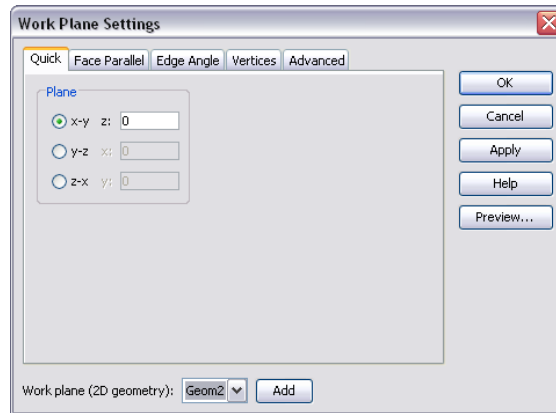 Work Plane Settings
Quick Face Parallel Edge Angle Vertices Advanced
Plane
x-y z: 0
y-z x: 0
z-x y: 0
OK
Cancel
Apply
Help
Preview...
Work plane (2D geometry): Geom2 Add